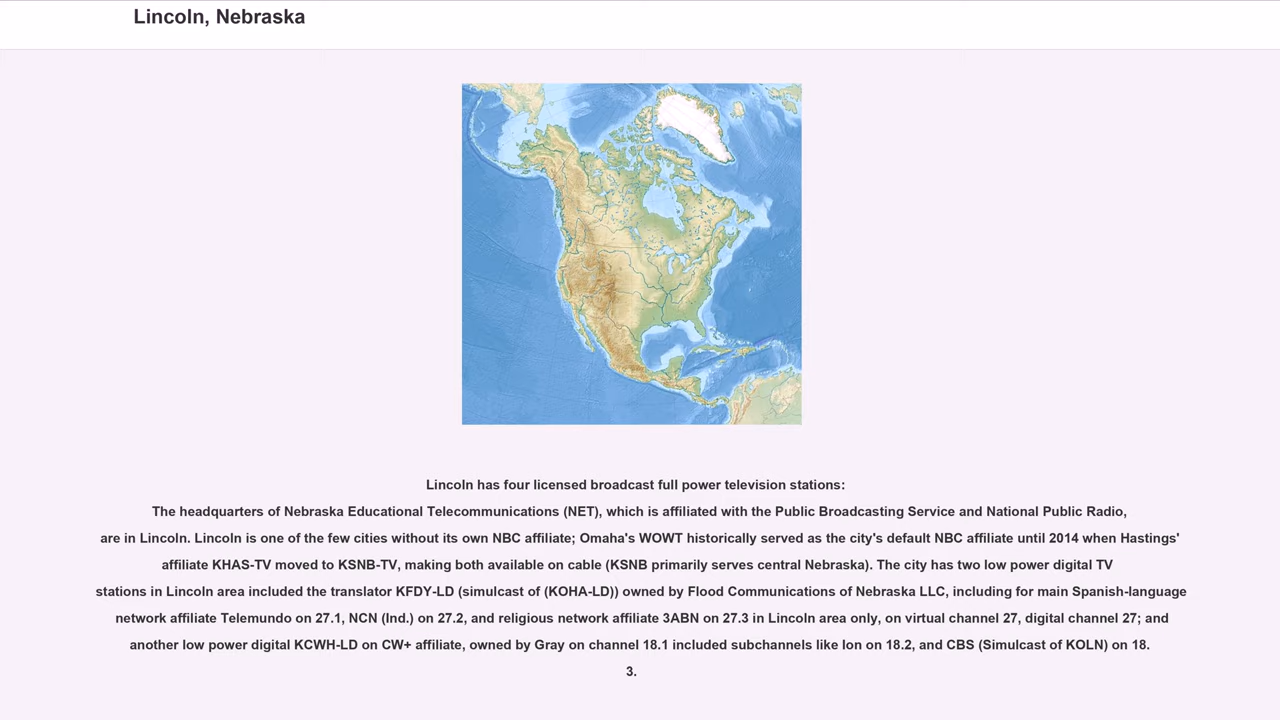 Lincoln, Nebraska
Lincoln has four licensed broadcast full power television stations:
The headquarters of Nebraska Educational Telecommunications (NET), which is affiliated with the Public Broadcasting Service and National Public Radio,
are in Lincoln. Lincoln is one of the few cities without its own NBC affiliate; Omaha's WOWT historically served as the city's default NBC affiliate until 2014 when Hastings'
affiliate KHAS-TV moved to KSNB-TV, making both available on cable (KSNB primarily serves central Nebraska). The city has two low power digital TV
stations in Lincoln area included the translator KFDY-LD (simulcast of (KOHA-LD)) owned by Flood Communications of Nebraska LLC, including for main Spanish-language
network affiliate Telemundo on 27.1, NCN (Ind.) on 27.2, and religious network affiliate 3ABN on 27.3 in Lincoln area only, on virtual channel 27, digital channel 27; and
another low power digital KCWH-LD on CW+ affiliate, owned by Gray on channel 18.1 included subchannels like Ion on 18.2, and CBS (Simulcast of KOLN) on 18.
3.